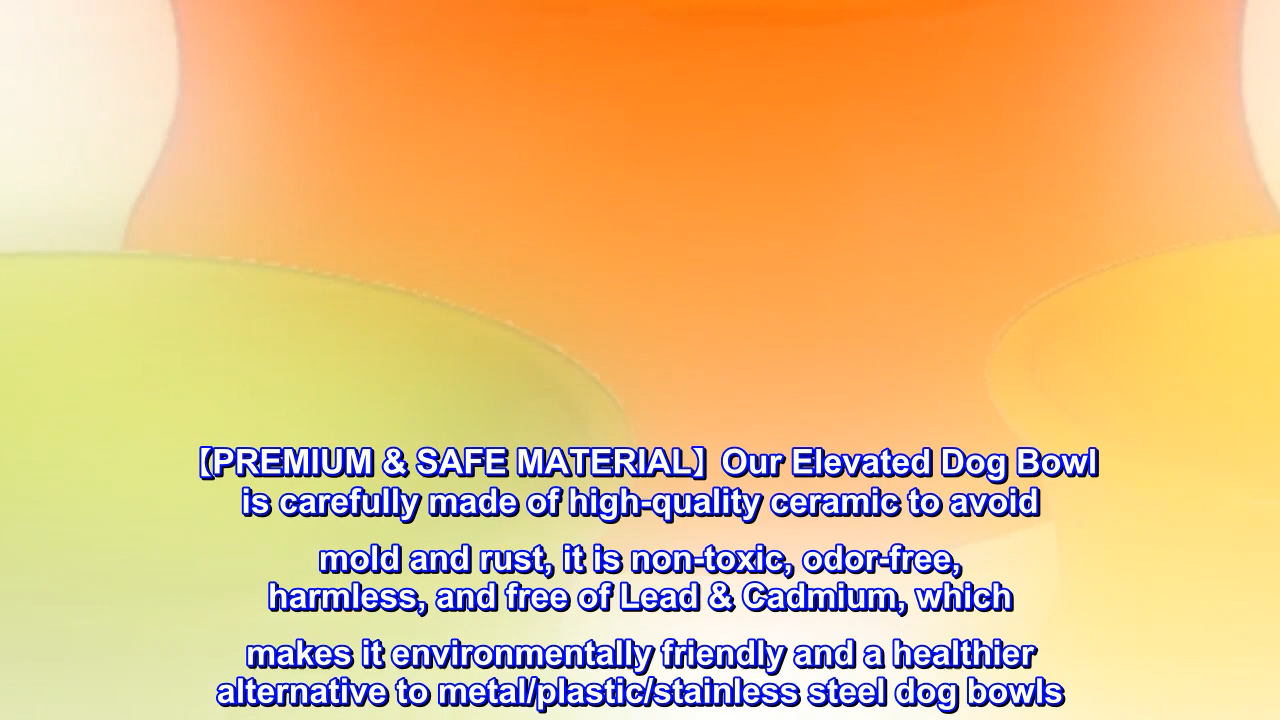 【PREMIUM & SAFE MATERIAL】Our Elevated Dog Bowl
is carefully made of high-quality ceramic to avoid
mold and rust, it is non-toxic, odor-free,
harmless, and free of Lead & Cadmium, which
makes it environmentally friendly and a healthier
alternative to metal/plastic/stainless steel dog bowls